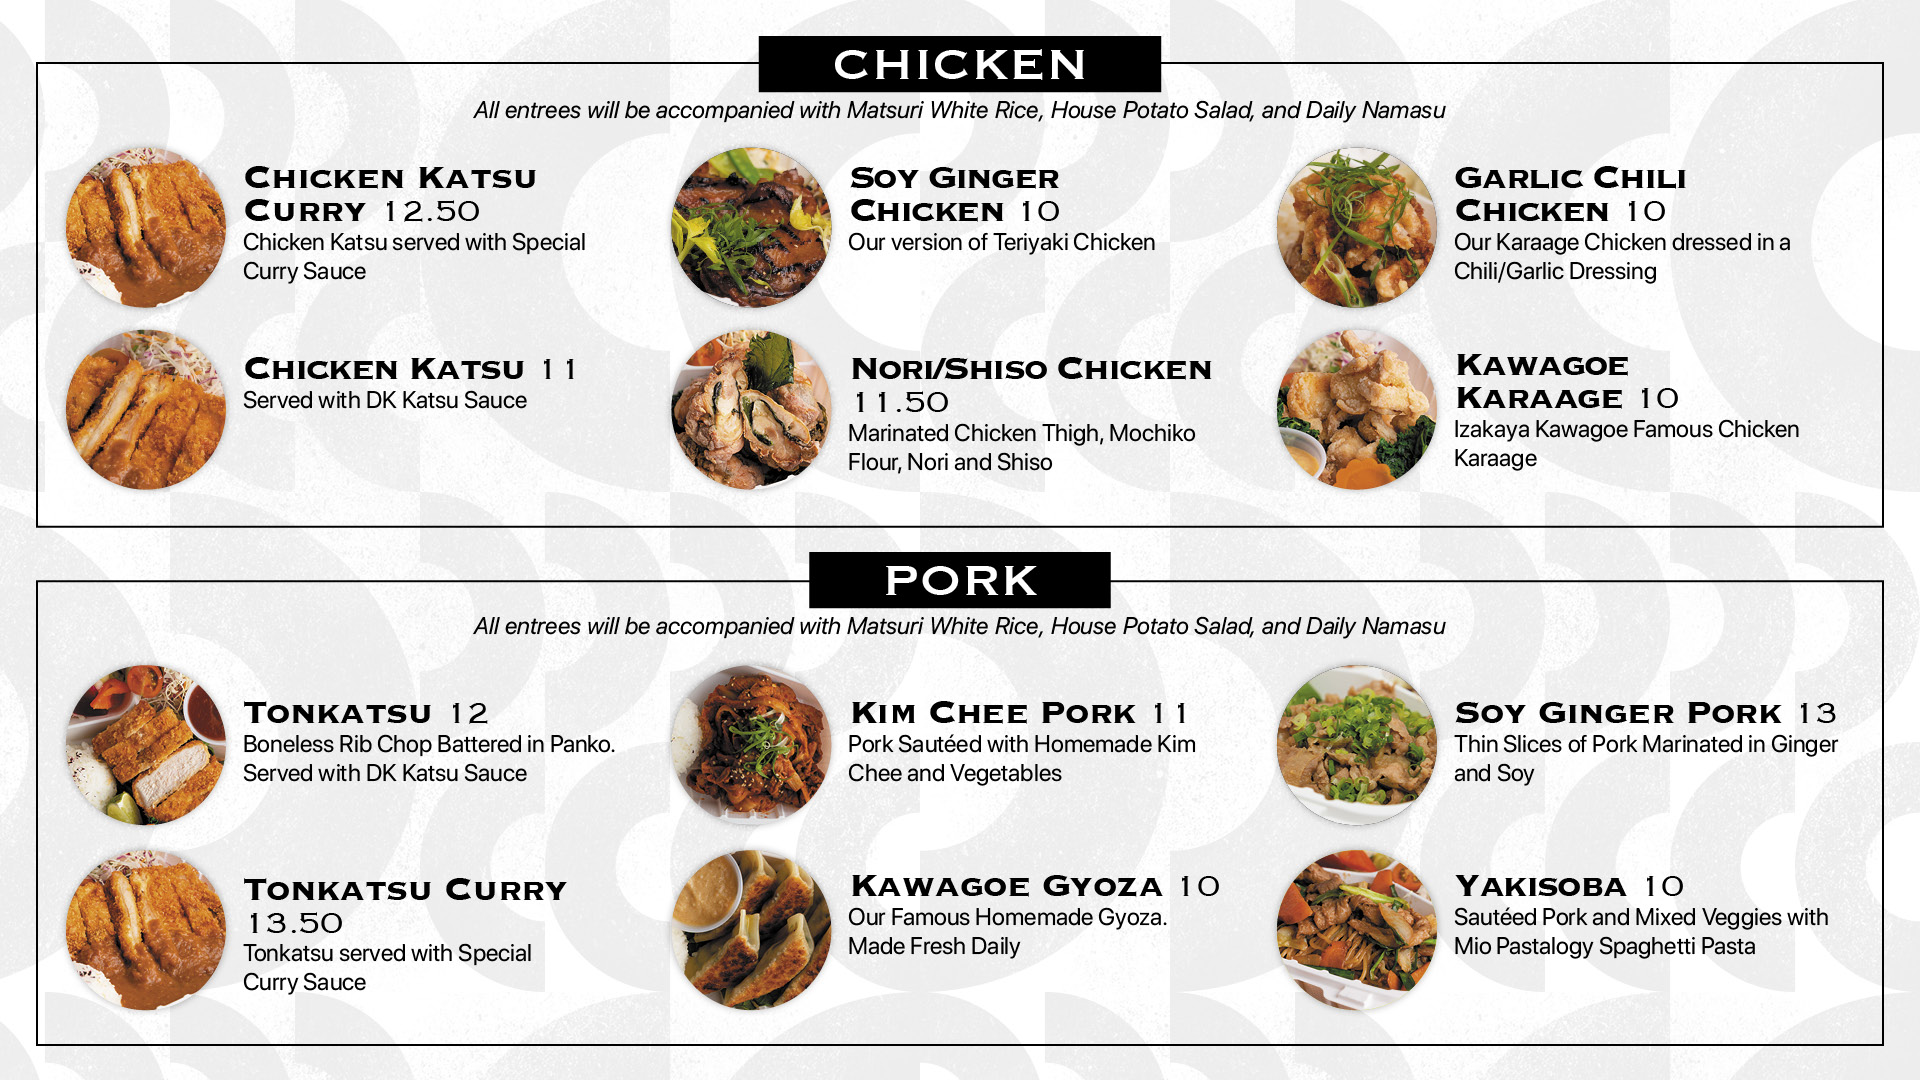 CHICKEN
All entrees will be accompanied with Matsuri White Rice, House Potato Salad, and Daily Namasu
CHICKEN KATSU
CURRY 12.50
Chicken Katsu served with Special
Curry Sauce
SOY GINGER
CHICKEN 10
Our version of Teriyaki Chicken
GARLIC CHILI
CHICKEN 10
Our Karaage Chicken dressed in a
Chili/Garlic Dressing
CHICKEN KATSU 11
Served with DK Katsu Sauce
NORI/SHISO CHICKEN
11.50
Marinated Chicken Thigh, Mochiko
Flour, Nori and Shiso
KAWAGOE
KARAAGE 10
Izakaya Kawagoe Famous Chicken
Karaage
PORK
All entrees will be accompanied with Matsuri White Rice, House Potato Salad, and Daily Namasu
TONKATSU 12
Boneless Rib Chop Battered in Panko.
Served with DK Katsu Sauce
KIM CHEE PORK 11
Pork Sautéed with Homemade Kim
Chee and Vegetables
SOY GINGER PORK 13
Thin Slices of Pork Marinated in Ginger
and Soy
TONKATSU CURRY
13.50
Tonkatsu served with Special
Curry Sauce
KAWAGOE GYOZA 10
Our Famous Homemade Gyoza.
Made Fresh Daily
YAKISOBA 10
Sautéed Pork and Mixed Veggies with
Mio Pastalogy Spaghetti Pasta